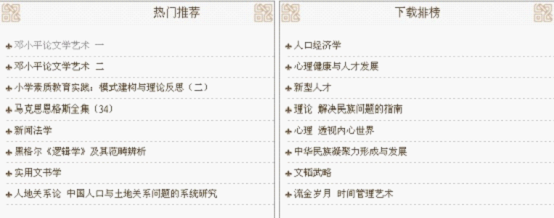 热门推荐
邓小平论文学艺术 一
邓小平论文学艺术 二
小学素质教育实践：模式建构与理论反思（二）
马克思恩格斯全集（34）
新闻法学
黑格尔《逻辑学》及其范畴辨析
实用文书学
人地关系论 中国人口与土地关系问题的系统研究
下载排榜
人口经济学
心理健康与人才发展
新型人才
理论 解决民族问题的指南
心理 透视内心世界
中华民族凝聚力形成与发展
文韬武略
流金岁月 时间管理艺术